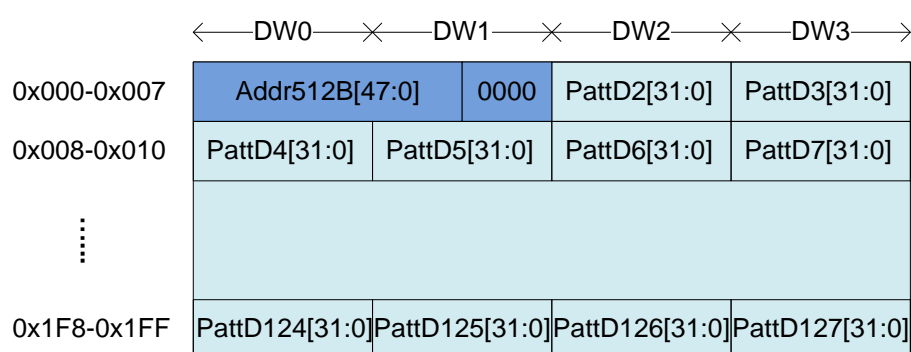 DW0 DW1 DW2 DW3
0x000-0x007 Addr512B[47:0] 0000 PattD2[31:0] PattD3[31:0]
0x008-0x010 PattD4[31:0] PattD5[31:0] PattD6[31:0] PattD7[31:0]
0x1F8-0x1FF PattD124[31:0] PattD125[31:0] PattD126[31:0] PattD127[31:0]